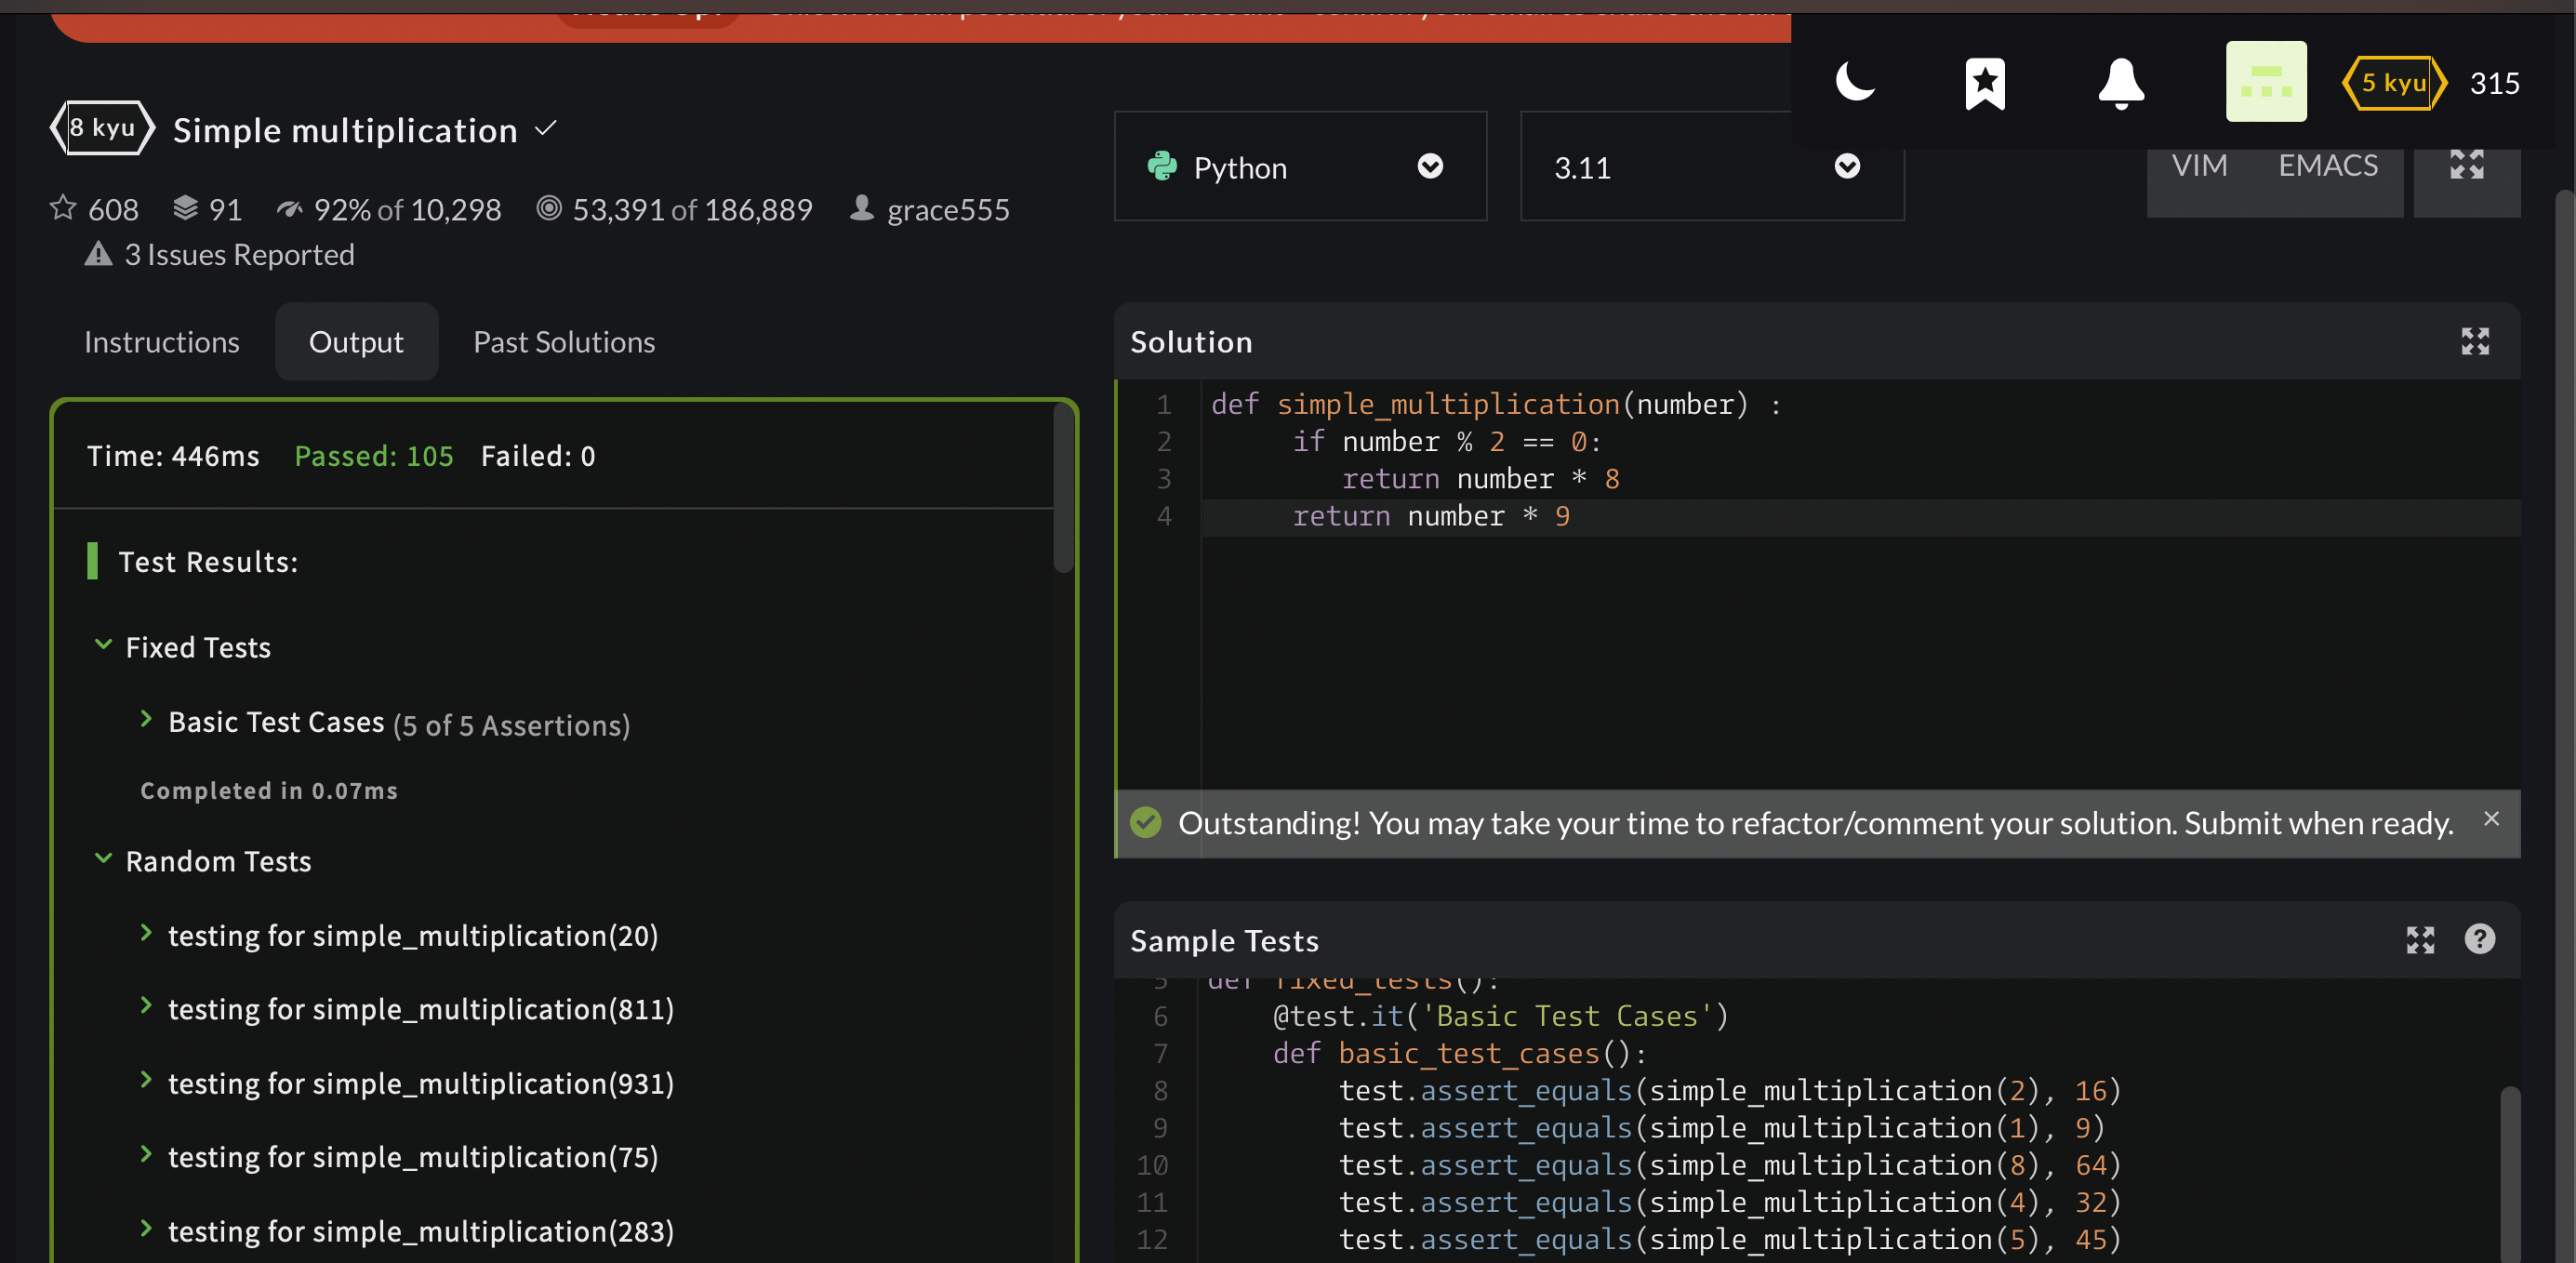 5 kyu 315
8 kyu Simple multiplication
608 91 92% of 10,298 53,391 of 186,889 grace555
3 Issues Reported
Python
3.11
VIM EMACS
Instructions Output Past Solutions
Time: 446ms Passed: 105 Failed: 0
Test Results:
Fixed Tests
Basic Test Cases (5 of 5 Assertions)
Completed in 0.07ms
Random Tests
testing for simple_multiplication(20)
testing for simple_multiplication(811)
testing for simple_multiplication(931)
testing for simple_multiplication(75)
testing for simple_multiplication(283)
Solution
1 def simple_multiplication(number) :
2 if number % 2 == 0:
3 return number * 8
4 return number * 9
Outstanding! You may take your time to refactor/comment your solution. Submit when ready.
Sample Tests
5 def fixed_tests():
6 @test.it('Basic Test Cases')
7 def basic_test_cases():
8 test.assert_equals(simple_multiplication(2), 16)
9 test.assert_equals(simple_multiplication(1), 9)
10 test.assert_equals(simple_multiplication(8), 64)
11 test.assert_equals(simple_multiplication(4), 32)
12 test.assert_equals(simple_multiplication(5), 45)